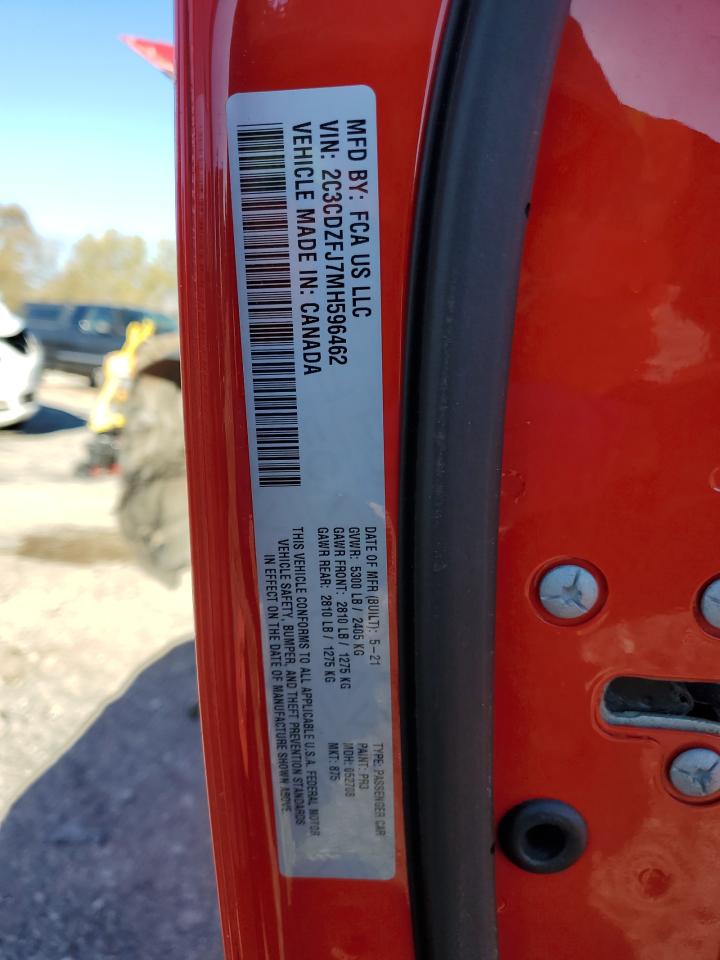 MFD BY: FCA US LLC
VIN: 2C3CDZFJ7MH596462
VEHICLE MADE IN: CANADA
DATE OF MFR (BUILT): 5-21
GVWR: 5300 LB / 2405 KG
GAWR FRONT: 2810 LB / 1275 KG
GAWR REAR: 2810 LB / 1275 KG
TYPE: PASSENGER CAR
PAINT: PR3
MDH: 052708
MKT: 875
THIS VEHICLE CONFORMS TO ALL APPLICABLE U.S.A. FEDERAL MOTOR
VEHICLE SAFETY, BUMPER, AND THEFT PREVENTION STANDARDS
IN EFFECT ON THE DATE OF MANUFACTURE SHOWN ABOVE.